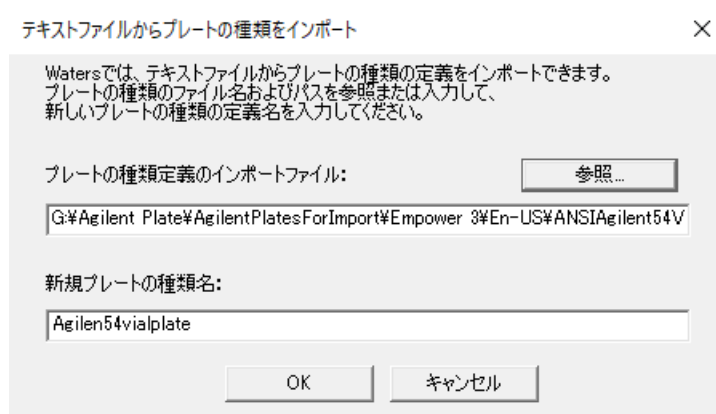 テキストファイルからプレートの種類をインポート
Watersでは、テキストファイルからプレートの種類の定義をインポートできます。
プレートの種類のファイル名およびパスを参照または入力して、
新しいプレートの種類の定義名を入力してください。
プレートの種類定義のインポートファイル:
参照...
G:¥Agilent Plate¥AgilentPlatesForImport¥Empower 3¥En-US¥ANSIAgilent54V
新規プレートの種類名:
Agilen54vialplate
OK
キャンセル